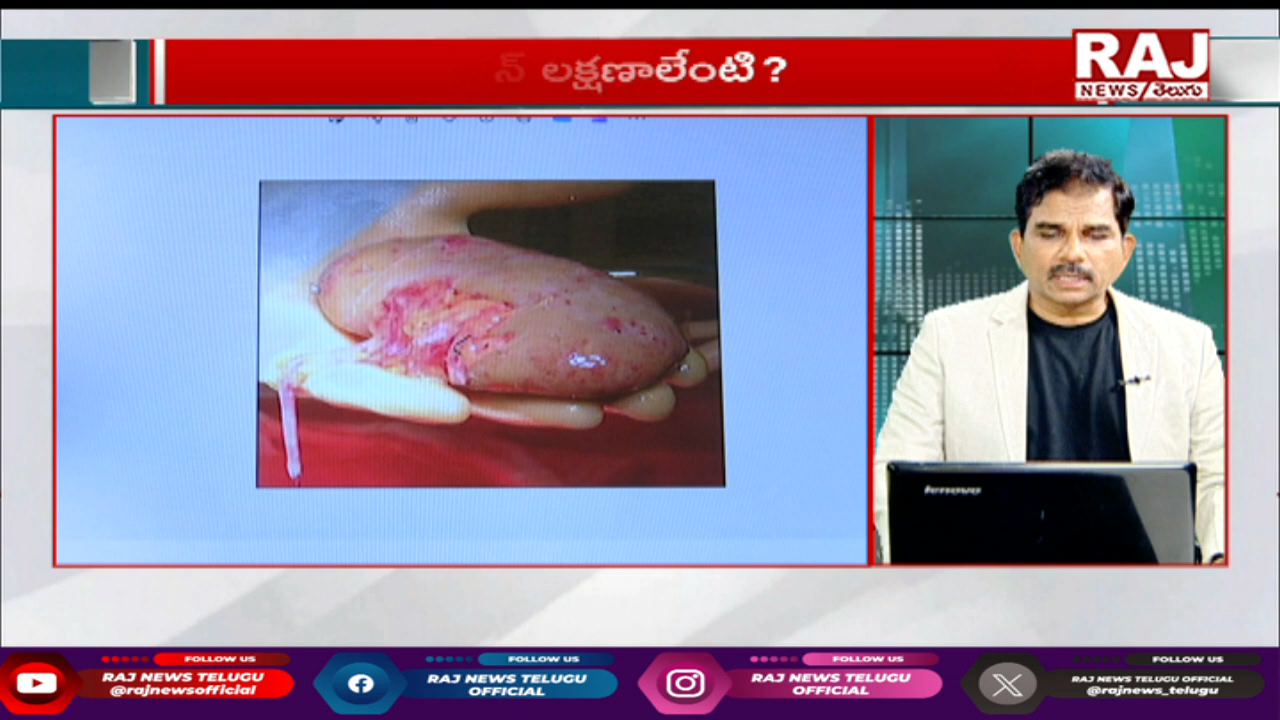 న్ లక్షణాలేంటి ?
RAJ
NEWS తెలుగు
lenovo
FOLLOW US
RAJ NEWS TELUGU
@rajnewsofficial
FOLLOW US
RAJ NEWS TELUGU
OFFICIAL
FOLLOW US
RAJ NEWS TELUGU
OFFICIAL
FOLLOW US
RAJ NEWS TELUGU OFFICIAL
@rajnews_telugu